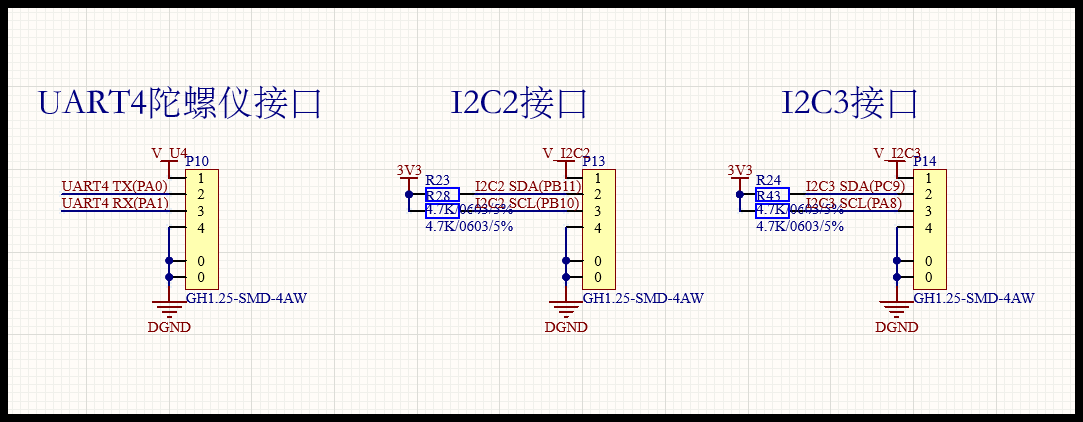 UART4陀螺仪接口
V_U4
P10
UART4 TX(PA0)
UART4 RX(PA1)
1
2
3
4
0
0
GH1.25-SMD-4AW
DGND
I2C2接口
V_I2C2
P13
3V3
R23
R28
4.7K/0603/5%
4.7K/0603/5%
I2C2 SDA(PB11)
I2C2 SCL(PB10)
1
2
3
4
0
0
GH1.25-SMD-4AW
DGND
I2C3接口
V_I2C3
P14
3V3
R24
R43
4.7K/0603/5%
4.7K/0603/5%
I2C3 SDA(PC9)
I2C3 SCL(PA8)
1
2
3
4
0
0
GH1.25-SMD-4AW
DGND